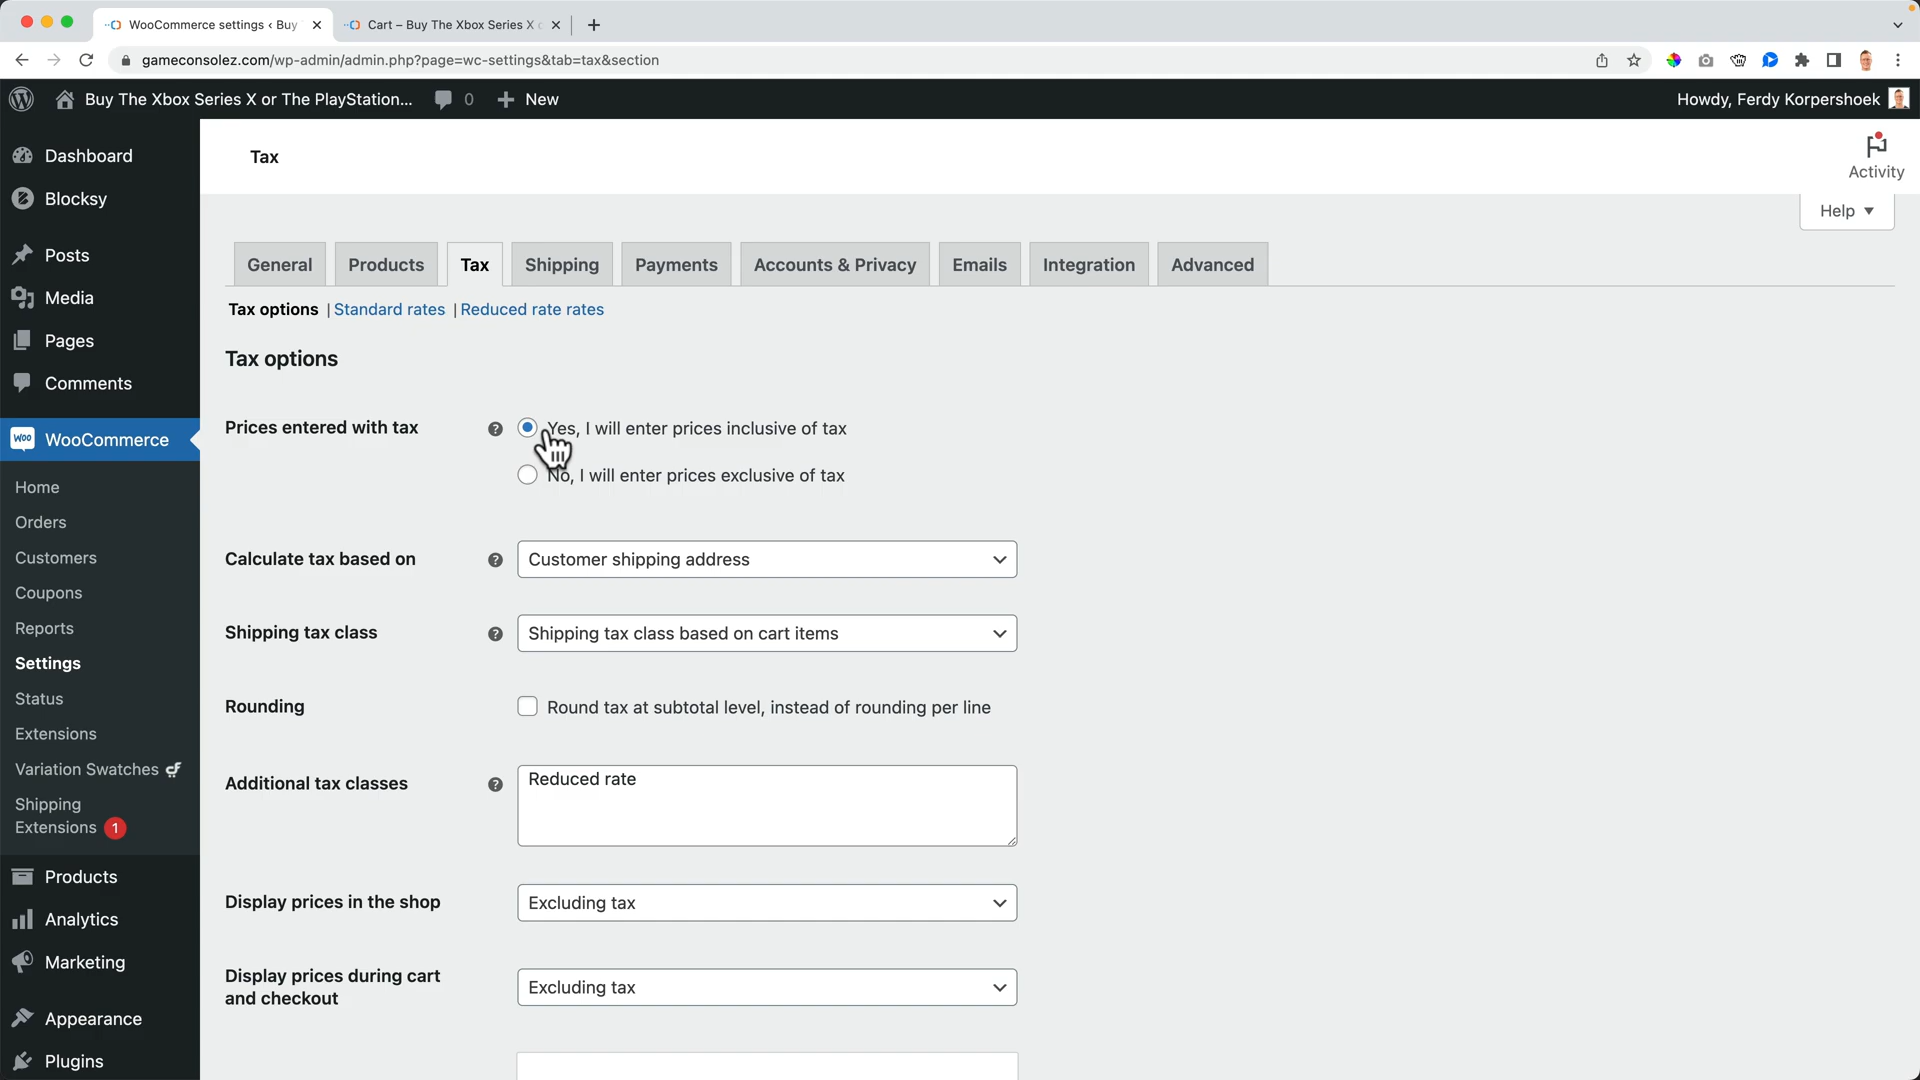 WooCommerce settings ‹ Buy
Cart – Buy The Xbox Series X
gameconsolez.com/wp-admin/admin.php?page=wc-settings&tab=tax&section
Buy The Xbox Series X or The PlayStation...
0
New
Howdy, Ferdy Korpershoek
Dashboard
Blocksy
Posts
Media
Pages
Comments
WooCommerce
Home
Orders
Customers
Coupons
Reports
Settings
Status
Extensions
Variation Swatches
Shipping
Extensions 1
Products
Analytics
Marketing
Appearance
Plugins
Tax
Activity
Help
General
Products
Tax
Shipping
Payments
Accounts & Privacy
Emails
Integration
Advanced
Tax options | Standard rates | Reduced rate rates
Tax options
Prices entered with tax
Yes, I will enter prices inclusive of tax
No, I will enter prices exclusive of tax
Calculate tax based on
Customer shipping address
Shipping tax class
Shipping tax class based on cart items
Rounding
Round tax at subtotal level, instead of rounding per line
Additional tax classes
Reduced rate
Display prices in the shop
Excluding tax
Display prices during cart
and checkout
Excluding tax